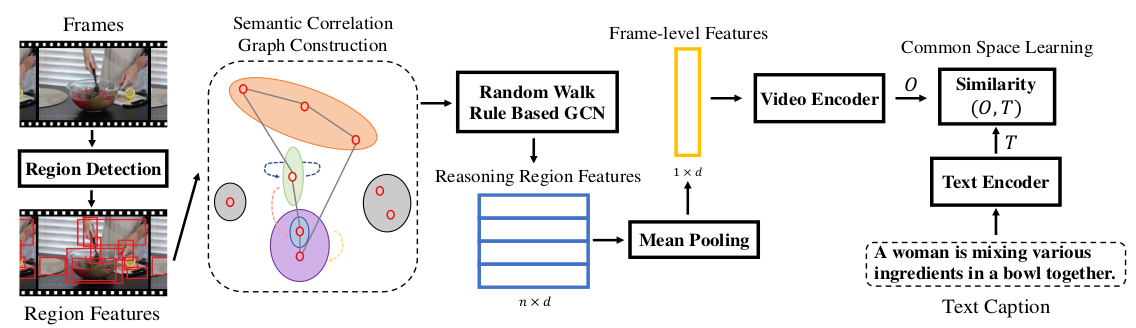 Frames
Region Detection
Region Features
Semantic Correlation
Graph Construction
Random Walk
Rule Based GCN
Reasoning Region Features
n × d
Mean Pooling
Frame-level Features
1 × d
Video Encoder
O
Common Space Learning
Similarity
(O, T)
T
Text Encoder
A woman is mixing various
ingredients in a bowl together.
Text Caption